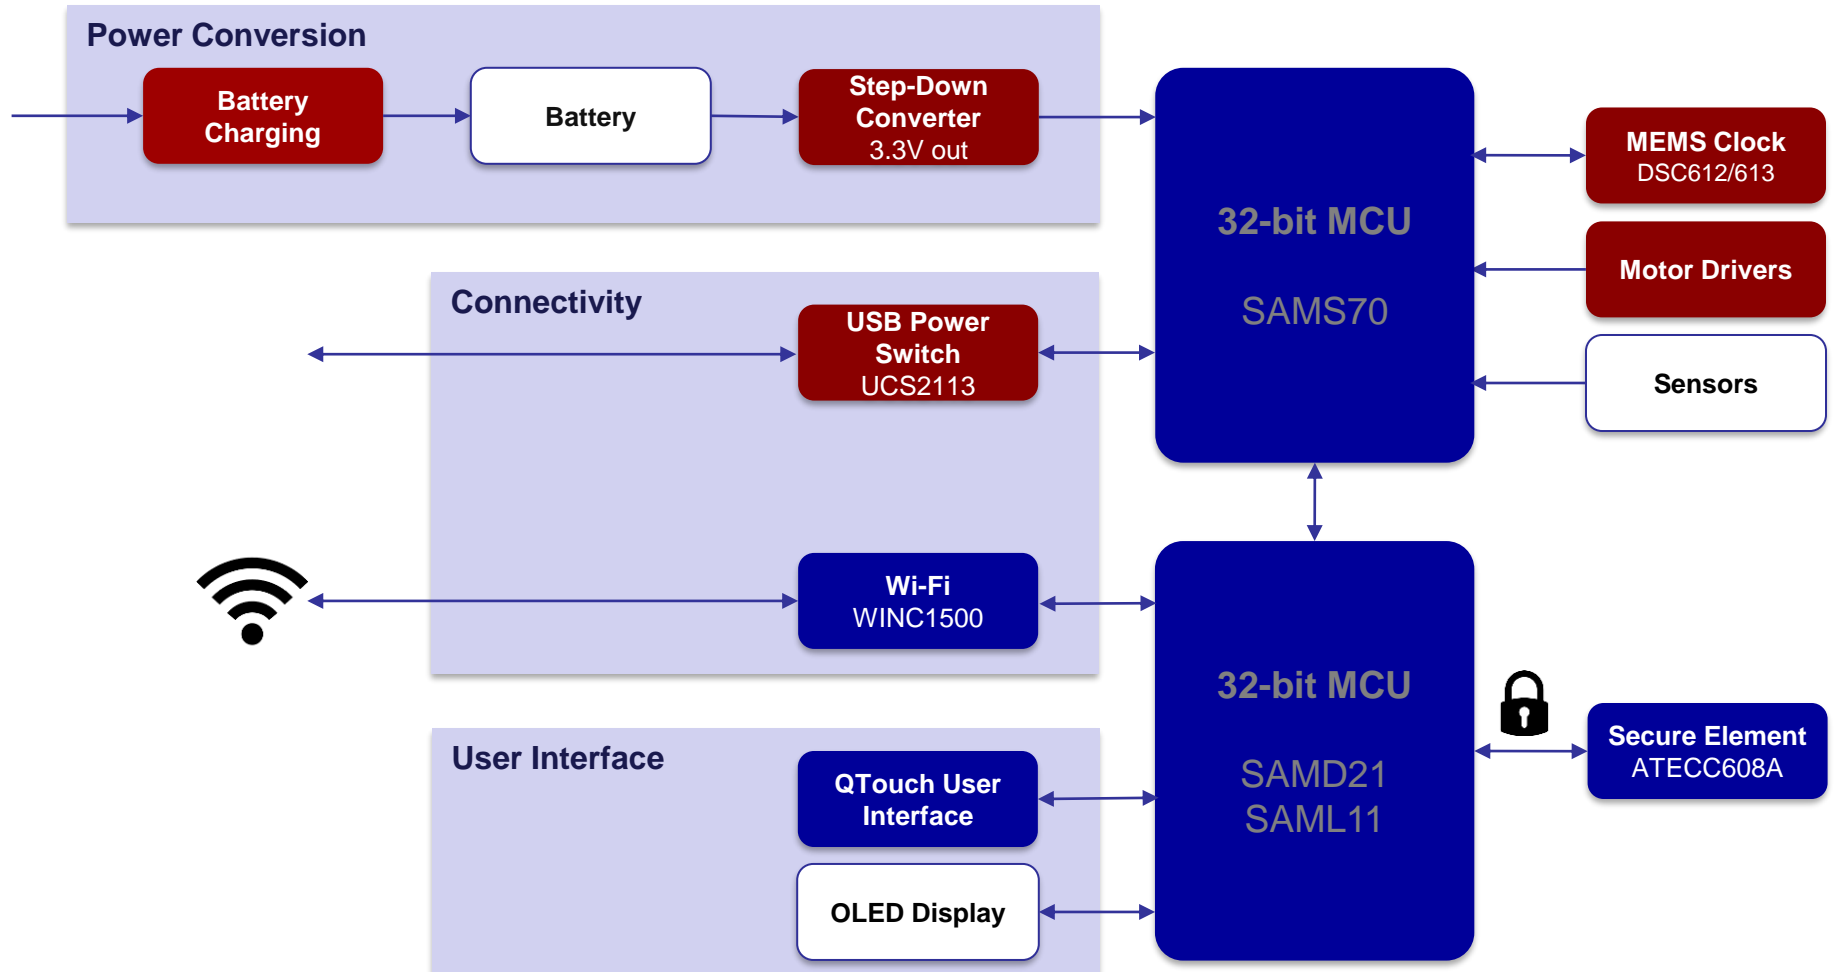 Power Conversion
Battery
Charging
Battery
Step-Down
Converter
3.3V out
32-bit MCU
SAMS70
MEMS Clock
DSC612/613
Motor Drivers
Sensors
Connectivity
USB Power
Switch
UCS2113
Wi-Fi
WINC1500
32-bit MCU
SAMD21
SAML11
Secure Element
ATECC608A
User Interface
QTouch User
Interface
OLED Display